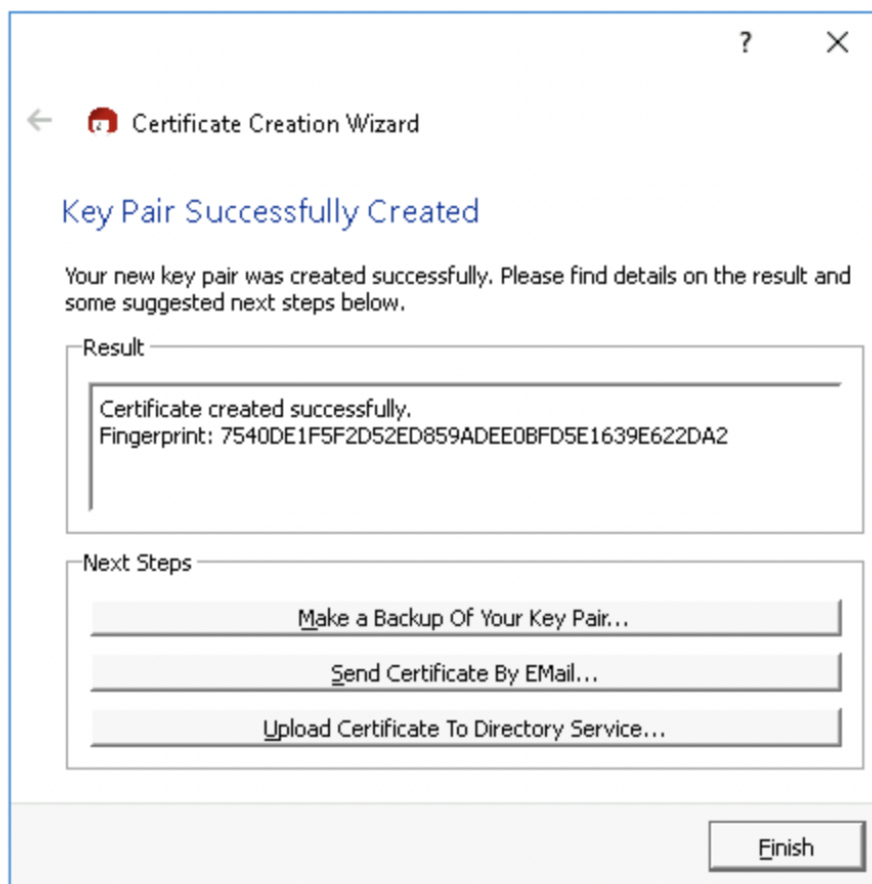 ?
Certificate Creation Wizard
Key Pair Successfully Created
Your new key pair was created successfully. Please find details on the result and
some suggested next steps below.
Result
Certificate created successfully.
Fingerprint: 7540DE1F5F2D52ED859ADEE0BFD5E1639E622DA2
Next Steps
Make a Backup Of Your Key Pair...
Send Certificate By EMail...
Upload Certificate To Directory Service...
Finish